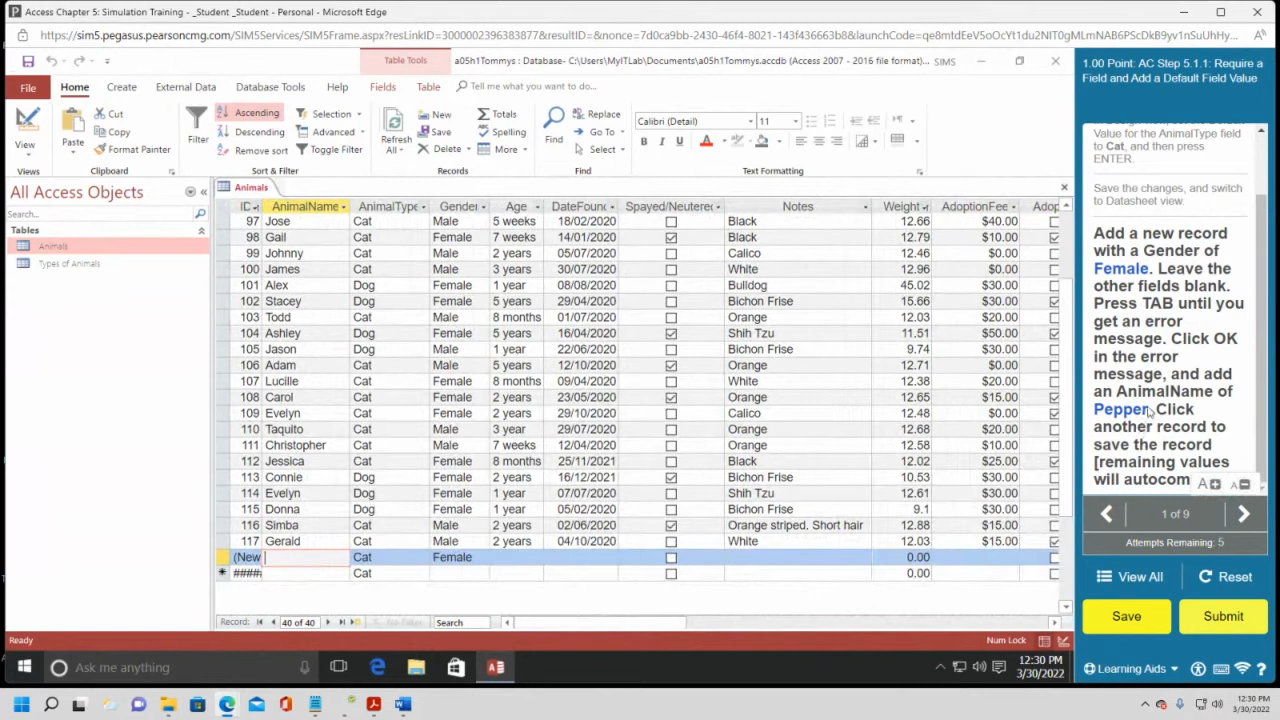 Access Chapter 5: Simulation Training - _Student _Student - Personal - Microsoft Edge
https://sim5.pegasus.pearsoncmg.com/SIM5Services/SIM5Frame.aspx?resLinkID=3000002396383877&resultID=&nonce=7d0ca9bb-2430-46f4-8021-143f436663b8&launchCode=
Table Tools
a05h1Tommys: Database- C:\Users\MyITLab\Documents\a05h1Tommys.accdb (Access 2007 - 2016 file format)...
SIMS
File Home Create External Data Database Tools Help Fields Table Tell me what you want to do...
View
Views
Paste
Cut
Copy
Format Painter
Clipboard
Filter
Ascending
Descending
Remove sort
Selection
Advanced
Toggle Filter
Sort & Filter
Refresh All
New
Save
Delete
Totals
Spelling
More
Records
Find
Replace
Go To
Select
Find
Calibri (Detail) 11
B I U A
Text Formatting
All Access Objects
Search...
Tables
Animals
Types of Animals
Animals
ID AnimalName AnimalType Gender Age DateFoun Spayed/Neutered Notes Weight AdoptionFee Adop
97 Jose Cat Male 5 weeks 18/02/2020 Black 12.66 $40.00
98 Gail Cat Female 7 weeks 14/01/2020 Black 12.79 $10.00
99 Johnny Cat Male 2 years 05/07/2020 Calico 12.46 $0.00
100 James Cat Male 3 years 30/07/2020 White 12.96 $0.00
101 Alex Dog Male 1 year 08/08/2020 Bulldog 45.02 $30.00
102 Stacey Dog Female 5 years 29/04/2020 Bichon Frise 15.66 $30.00
103 Todd Cat Male 8 months 01/07/2020 Orange 12.03 $20.00
104 Ashley Dog Female 5 years 16/04/2020 Shih Tzu 11.51 $50.00
105 Jason Dog Male 1 year 22/06/2020 Bichon Frise 9.74 $30.00
106 Adam Cat Male 5 years 12/10/2020 Orange 12.71 $0.00
107 Lucille Cat Female 8 months 09/04/2020 White 12.38 $20.00
108 Carol Cat Female 2 years 23/05/2020 Orange 12.65 $15.00
109 Evelyn Cat Female 2 years 29/10/2020 Calico 12.48 $0.00
110 Taquito Cat Male 3 year 29/07/2020 Orange 12.68 $20.00
111 Christopher Cat Male 7 weeks 12/04/2020 Orange 12.58 $10.00
112 Jessica Cat Female 8 months 25/11/2021 Black 12.02 $25.00
113 Connie Dog Female 2 years 16/12/2021 Bichon Frise 10.53 $30.00
114 Evelyn Dog Female 1 year 07/07/2020 Shih Tzu 12.61 $30.00
115 Donna Dog Female 1 year 05/02/2020 Bichon Frise 9.1 $30.00
116 Simba Cat Male 2 years 02/06/2020 Orange striped. Short hair 12.88 $15.00
117 Gerald Cat Male 2 years 04/10/2020 White 12.03 $15.00
(New Cat Female 0.00
* #### Cat 0.00
Record: 40 of 40 No Filter Search
Ready
Num Lock
Ask me anything
12:30 PM
3/30/2022
1.00 Point: AC Step 5.1.1: Require a
Field and Add a Default Field Value
Value for the AnimalType field
to Cat, and then press
ENTER.
Save the changes, and switch
to Datasheet view.
Add a new record
with a Gender of
Female. Leave the
other fields blank.
Press TAB until you
get an error
message. Click OK
in the error
message, and add
an AnimalName of
Pepper. Click
another record to
save the record
[remaining values
will autocom
A A
1 of 9
Attempts Remaining: 5
View All Reset
Save Submit
Learning Aids ?
12:30 PM
3/30/2022